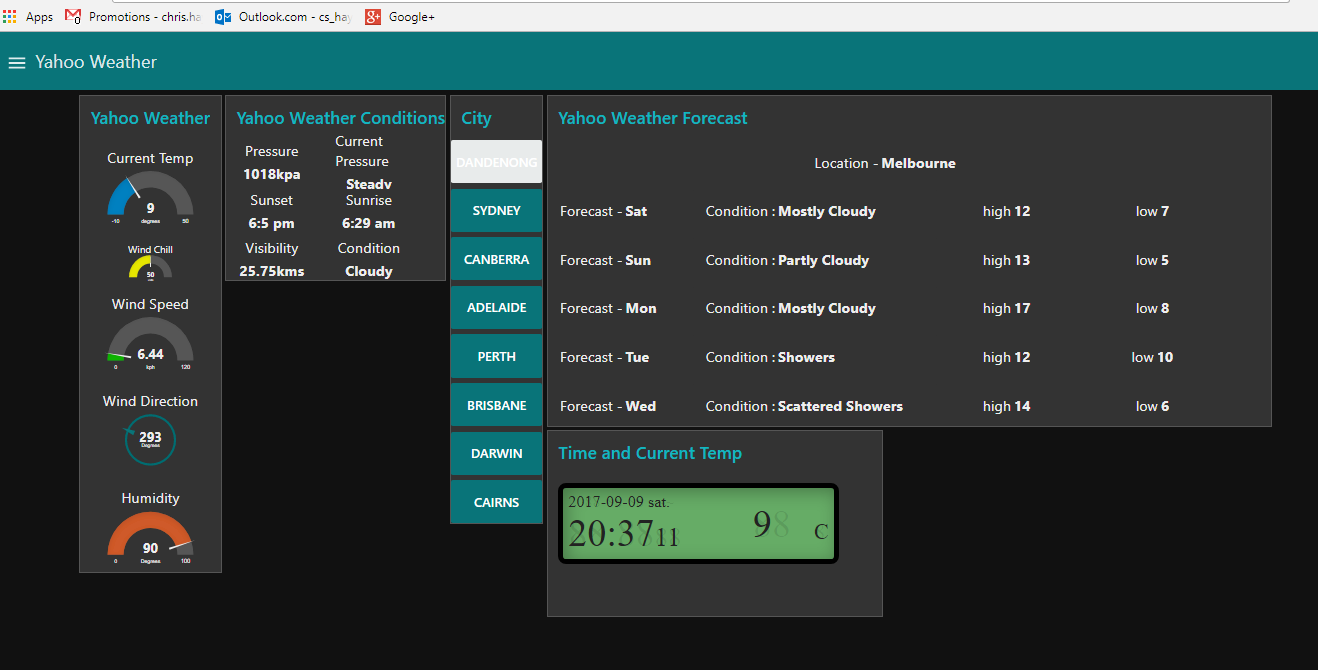 Apps Promotions - chris.ha Outlook.com - cs_hay Google+
Yahoo Weather
Yahoo Weather
Current Temp
9
-10 degrees 50
Wind Chill
50
Wind Speed
6.44
0 kph 120
Wind Direction
293
Degrees
Humidity
90
0 Degrees 100
Yahoo Weather Conditions
Pressure
1018kpa
Current
Pressure
Steady
Sunset
6:5 pm
Sunrise
6:29 am
Visibility
25.75kms
Condition
Cloudy
City
DANDENONG
SYDNEY
CANBERRA
ADELAIDE
PERTH
BRISBANE
DARWIN
CAIRNS
Yahoo Weather Forecast
Location - Melbourne
Forecast - Sat Condition : Mostly Cloudy high 12 low 7
Forecast - Sun Condition : Partly Cloudy high 13 low 5
Forecast - Mon Condition : Mostly Cloudy high 17 low 8
Forecast - Tue Condition : Showers high 12 low 10
Forecast - Wed Condition : Scattered Showers high 14 low 6
Time and Current Temp
2017-09-09 sat.
20:37 11 9 C